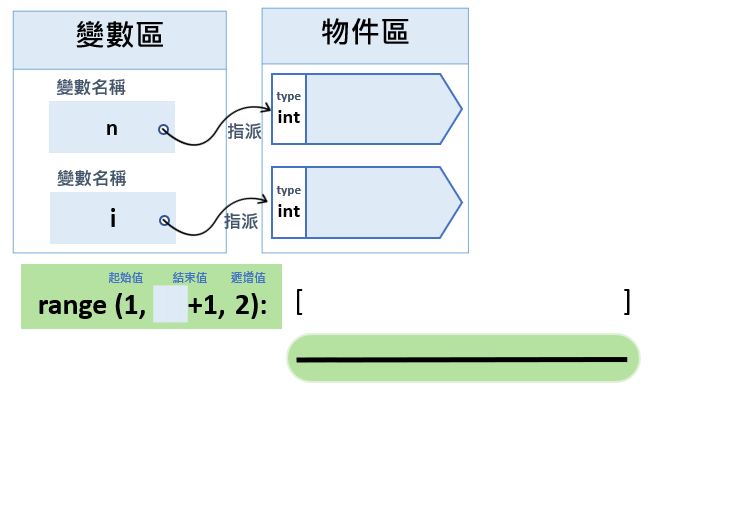 變數區
物件區
變數名稱
n
指派
type
int
變數名稱
i
指派
type
int
起始值 結束值 遞增值
range (1, +1, 2):
[ ]